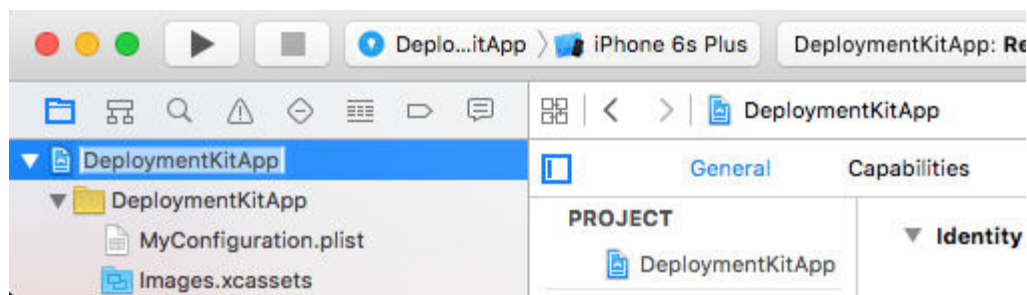 Deplo...itApp iPhone 6s Plus DeploymentKitApp: Re
DeploymentKitApp
DeploymentKitApp General Capabilities
DeploymentKitApp PROJECT
MyConfiguration.plist Identity
DeploymentKitApp
Images.xcassets